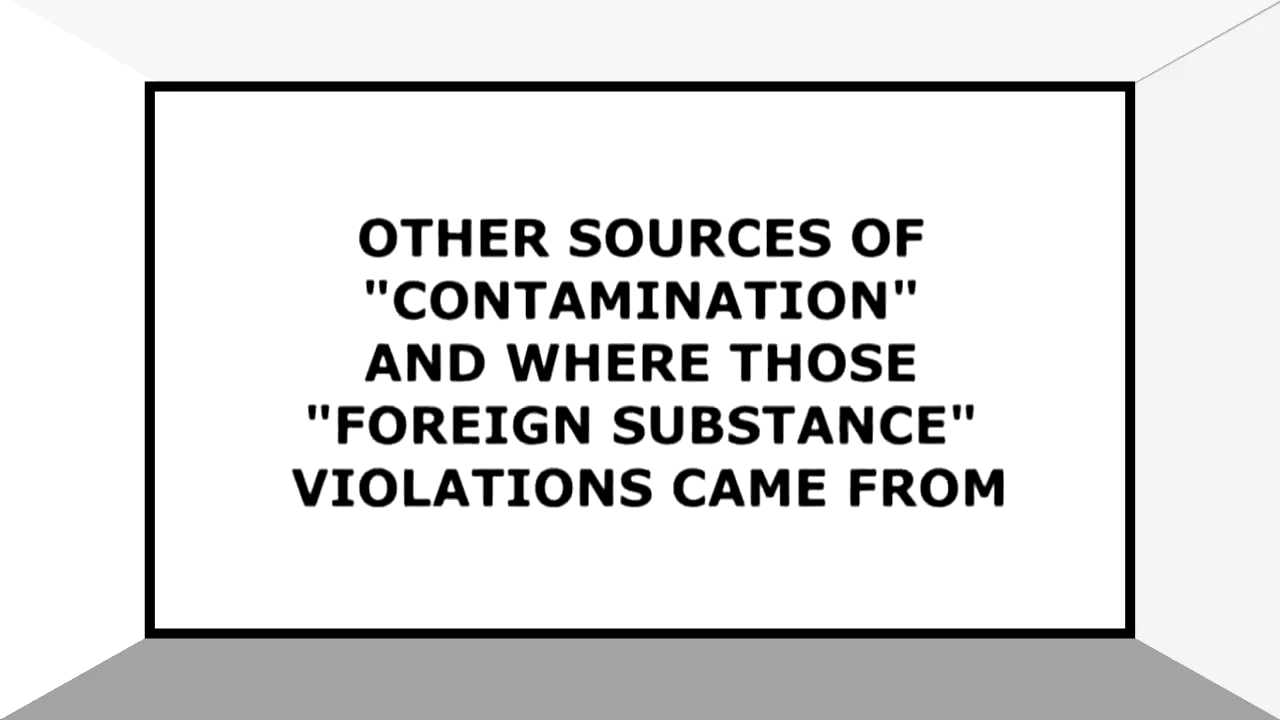 OTHER SOURCES OF
"CONTAMINATION"
AND WHERE THOSE
"FOREIGN SUBSTANCE"
VIOLATIONS CAME FROM